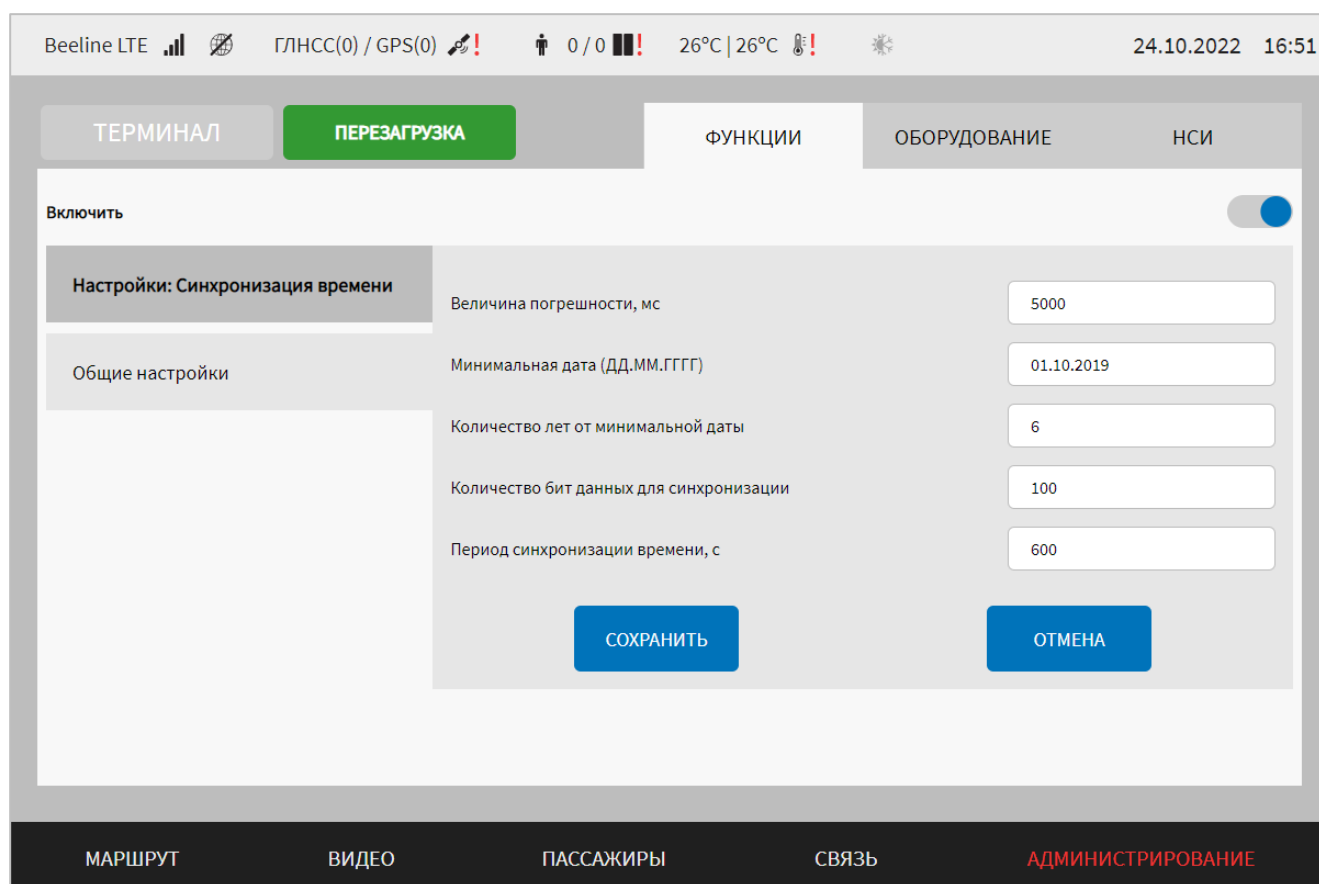 Beeline LTE ГЛНСС(0) / GPS(0) ! 0 / 0 ! 26°C | 26°C ! 24.10.2022 16:51
ТЕРМИНАЛ ПЕРЕЗАГРУЗКА ФУНКЦИИ ОБОРУДОВАНИЕ НСИ
Включить
Настройки: Синхронизация времени
Общие настройки
Величина погрешности, мс 5000
Минимальная дата (ДД.ММ.ГГГГ) 01.10.2019
Количество лет от минимальной даты 6
Количество бит данных для синхронизации 100
Период синхронизации времени, с 600
СОХРАНИТЬ ОТМЕНА
МАРШРУТ ВИДЕО ПАССАЖИРЫ СВЯЗЬ АДМИНИСТРИРОВАНИЕ